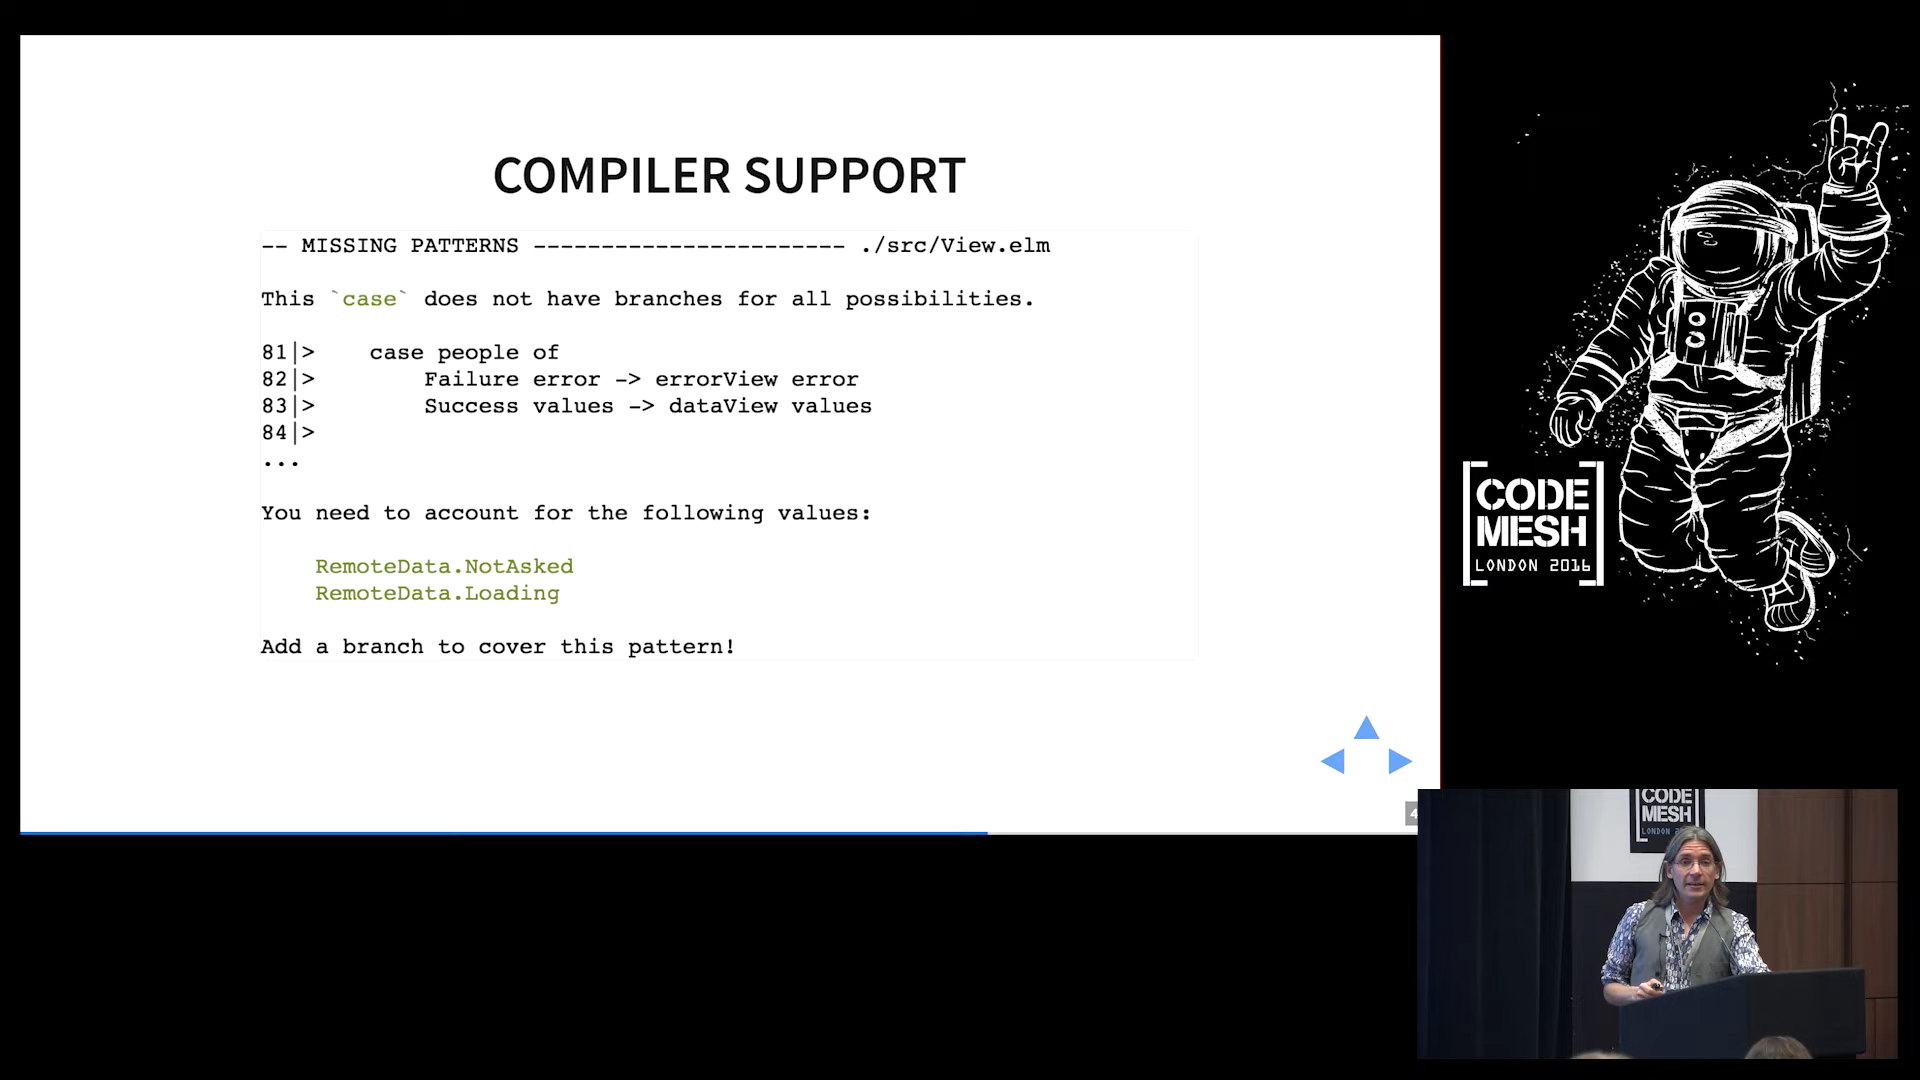 COMPILER SUPPORT
-- MISSING PATTERNS ----------------------- ./src/View.elm
This `case` does not have branches for all possibilities.
81|>    case people of
82|>        Failure error -> errorView error
83|>        Success values -> dataView values
84|>
...
You need to account for the following values:
RemoteData.NotAsked
RemoteData.Loading
Add a branch to cover this pattern!
4
CODE
MESH
LONDON 2016
CODE
MESH
LONDON